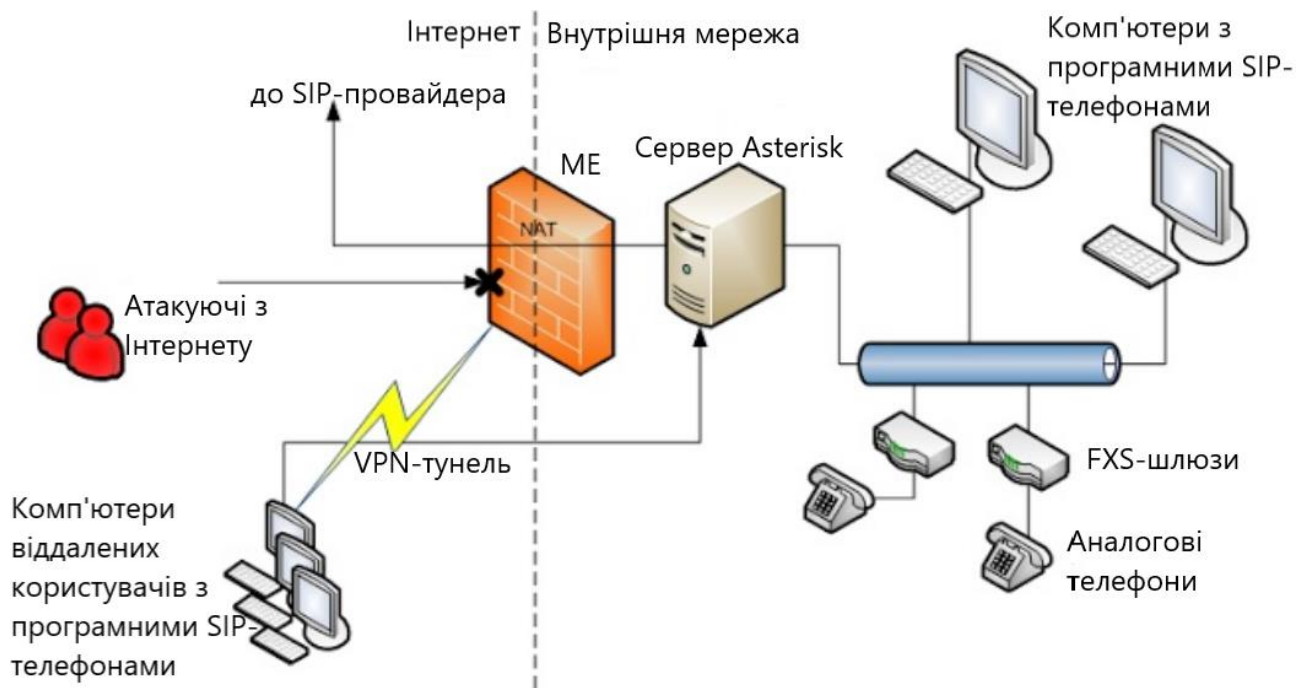 Інтернет
Внутрішня мережа
Комп'ютери з
програмними SIP-
телефонами
до SIP-провайдера
МЕ
Сервер Asterisk
NAT
Атакуючі з
Інтернету
VPN-тунель
FXS-шлюзи
Комп'ютери
віддалених
користувачів з
програмними SIP-
телефонами
Аналогові
телефони